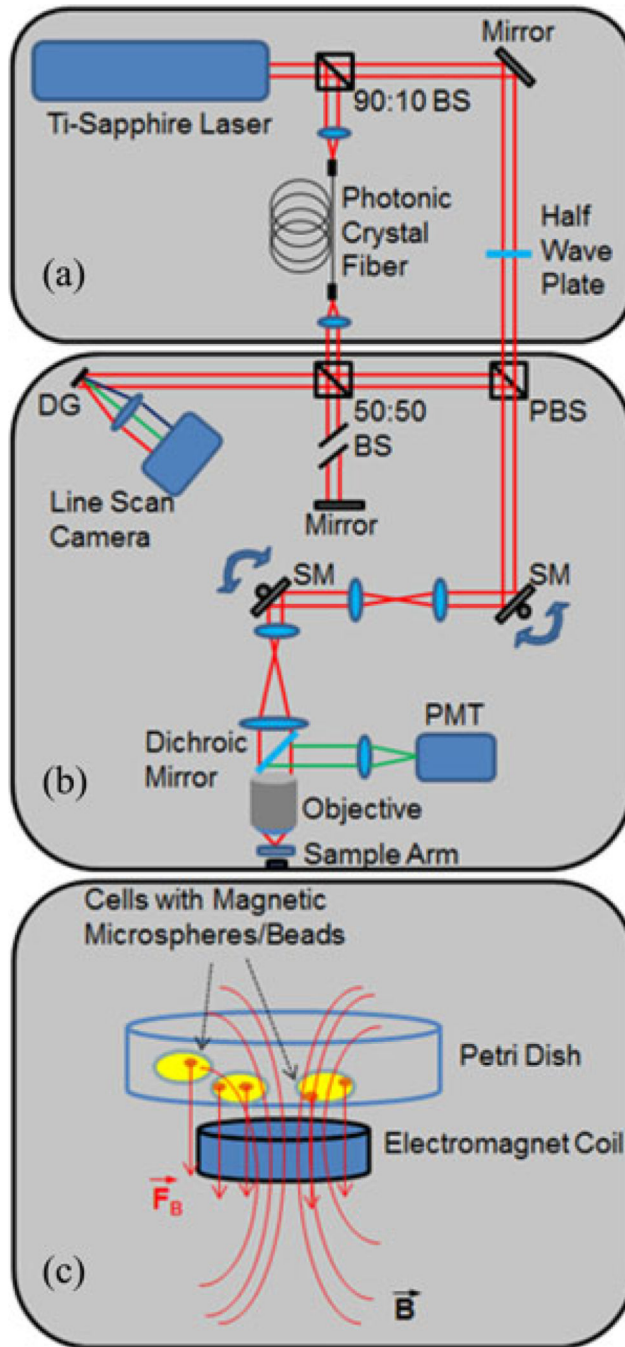 Mirror
90:10 BS
Ti-Sapphire Laser
Photonic
Crystal
Fiber
Half
Wave
Plate
(a)
DG
50:50
BS
PBS
Line Scan
Camera
Mirror
SM
SM
PMT
Dichroic
Mirror
(b)
Objective
Sample Arm
Cells with Magnetic
Microspheres/Beads
Petri Dish
Electromagnet Coil
F_B
(c)
B